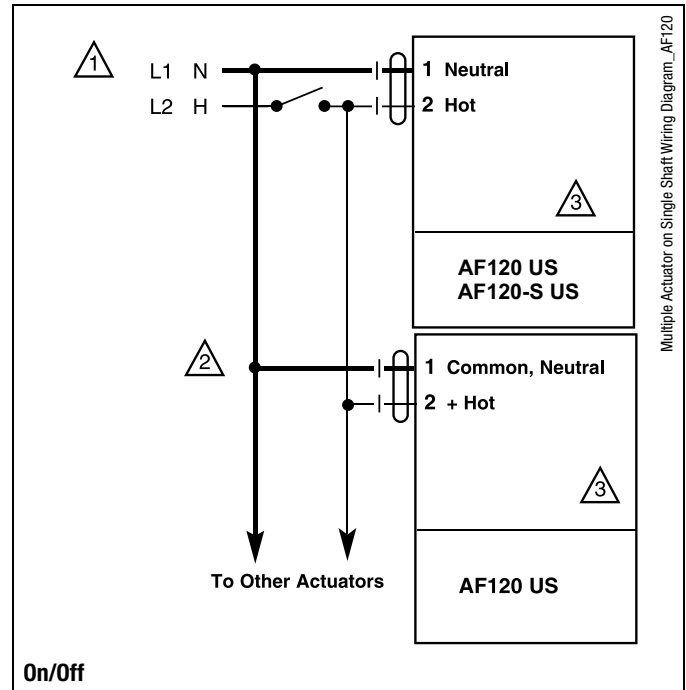 1
L1 N
L2 H
1 Neutral
2 Hot
3
AF120 US
AF120-S US
Multiple Actuator on Single Shaft Wiring Diagram_AF120
2
1 Common, Neutral
2 + Hot
3
To Other Actuators
AF120 US
On/Off